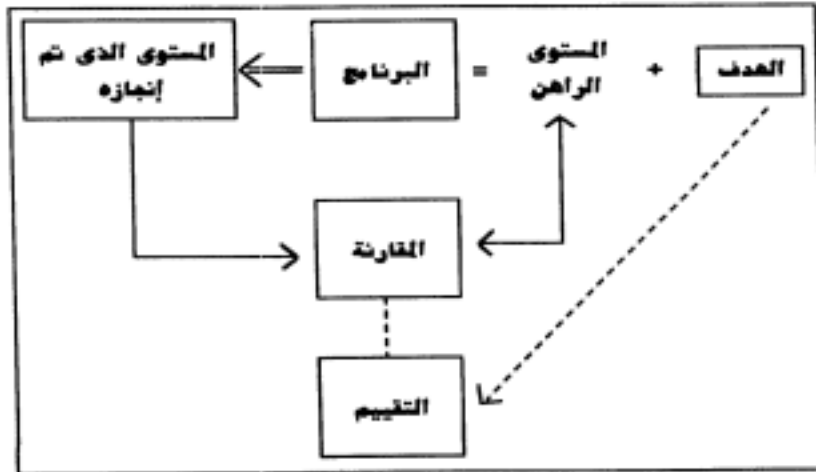 الهدف + المستوى الراهن = البرنامج
المستوى الذى تم
إنجازه
المقارنة
التقييم